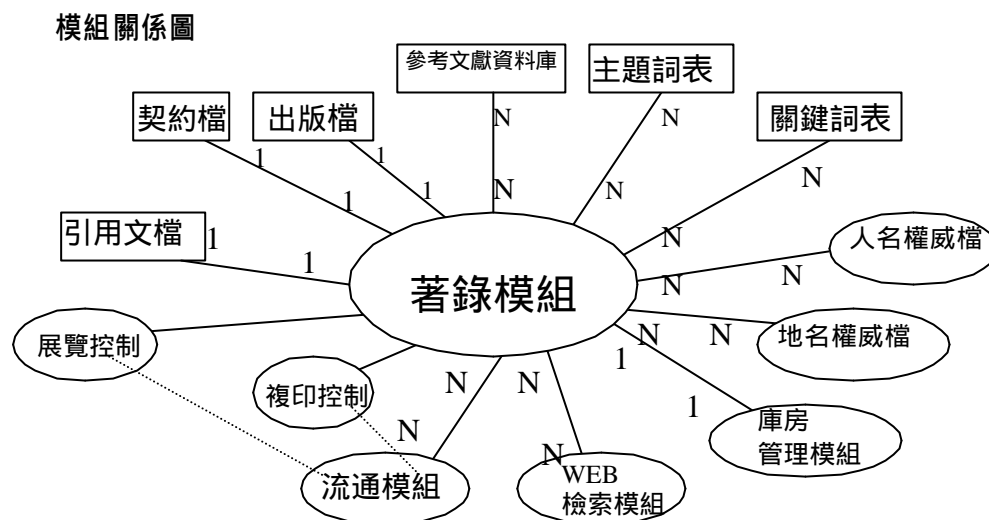 模組關係圖
參考文獻資料庫
主題詞表
契約檔
出版檔
關鍵詞表
N
N
1
1
N
引用文檔
1
1
1
N
N
N
1
N
人名權威檔
著錄模組
N
N
展覽控制
N
N
地名權威檔
1
複印控制
N
N
1
N
庫房
管理模組
流通模組
N
WEB
檢索模組